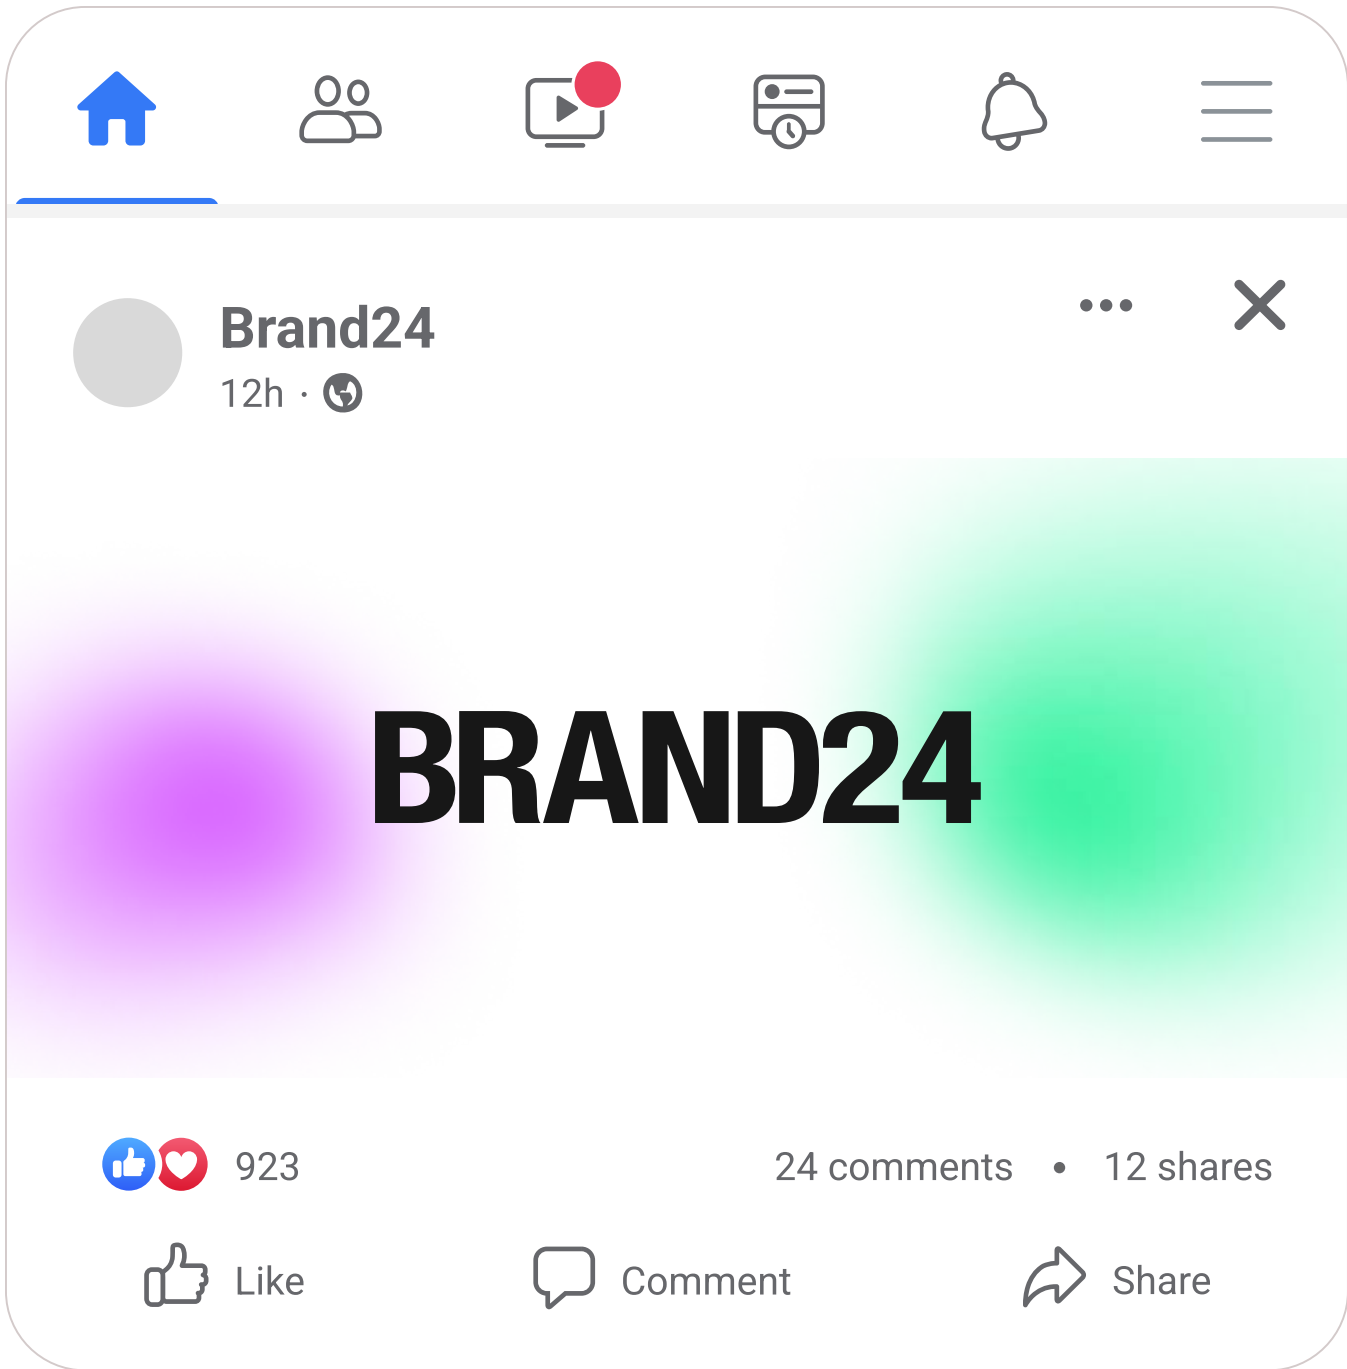 Brand24
12h ·
BRAND24
923
24 comments • 12 shares
Like
Comment
Share